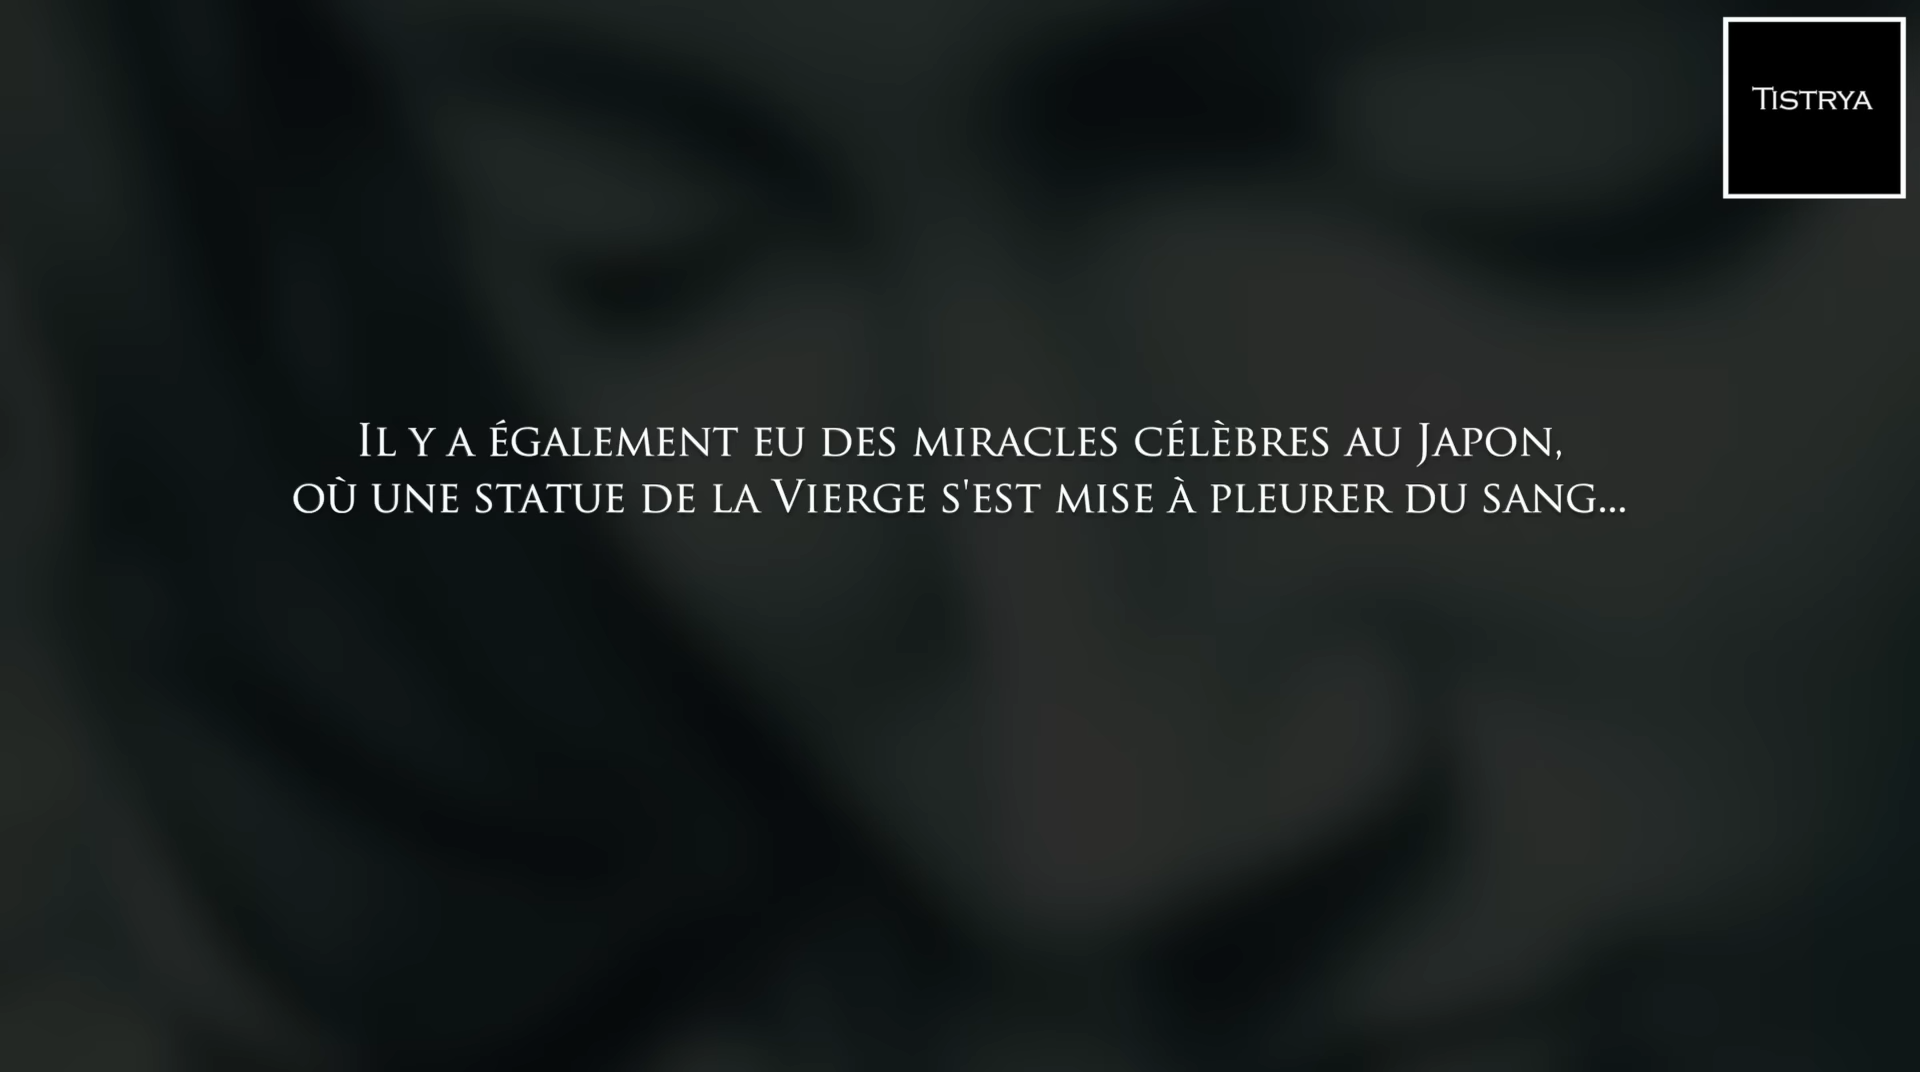 Tistrya
Il y a également eu des miracles célèbres au Japon,
où une statue de la Vierge s'est mise à pleurer du sang...